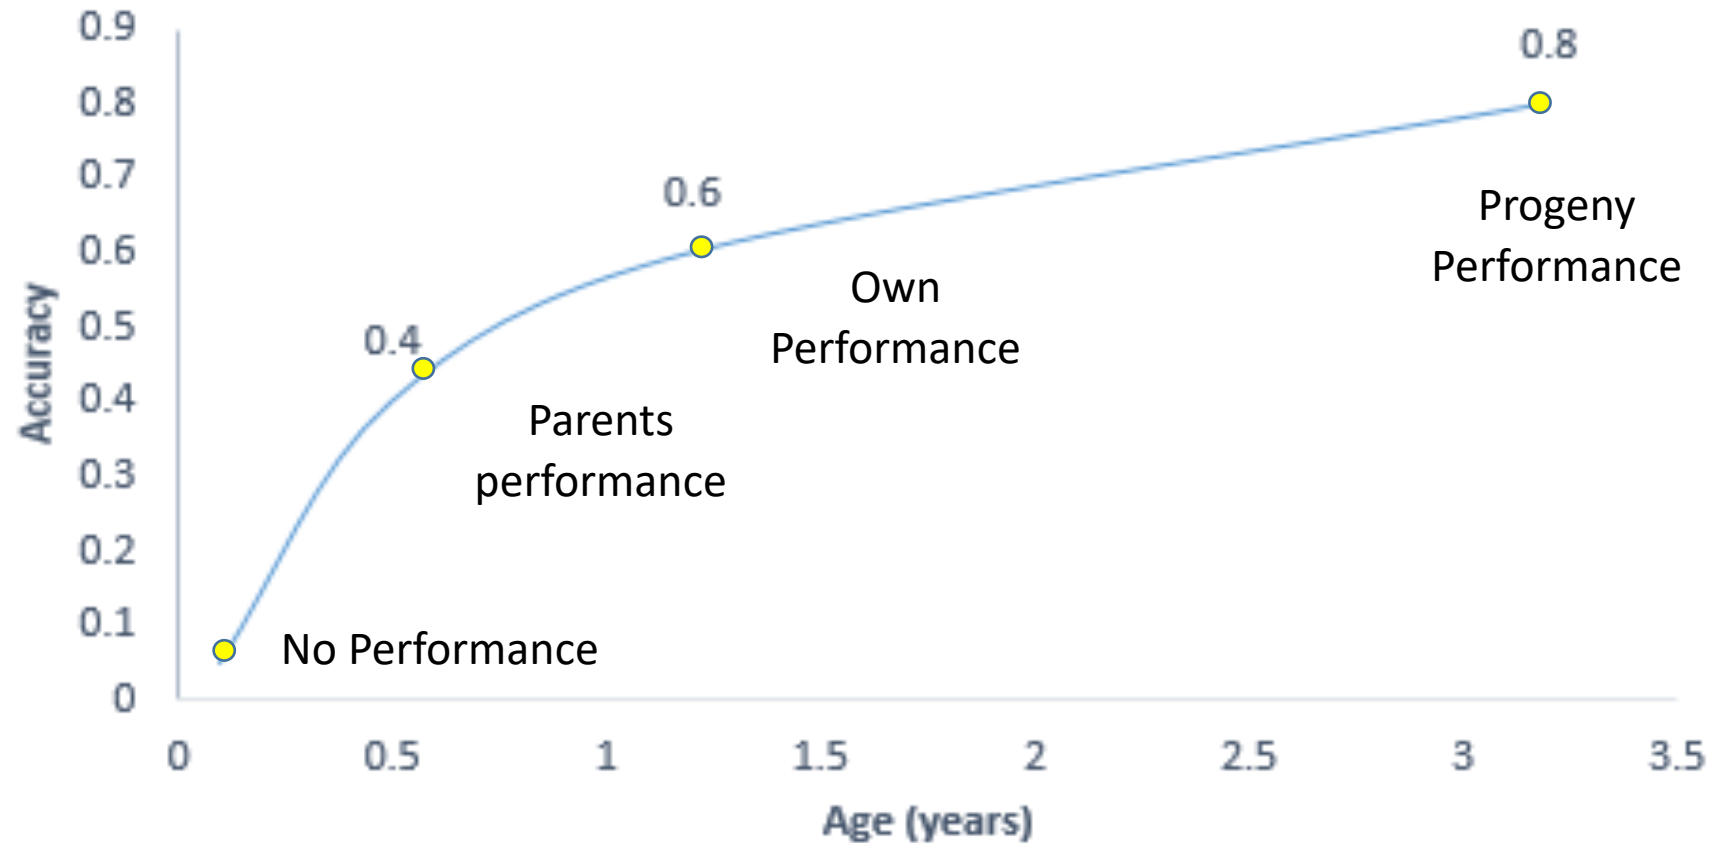 0.9
0.8
0.7
0.6
0.5
0.4
0.3
0.2
0.1
0
Accuracy
0.8
0.6
0.4
Progeny
Performance
Own
Performance
Parents
performance
No Performance
0 0.5 1 1.5 2 2.5 3 3.5
Age (years)